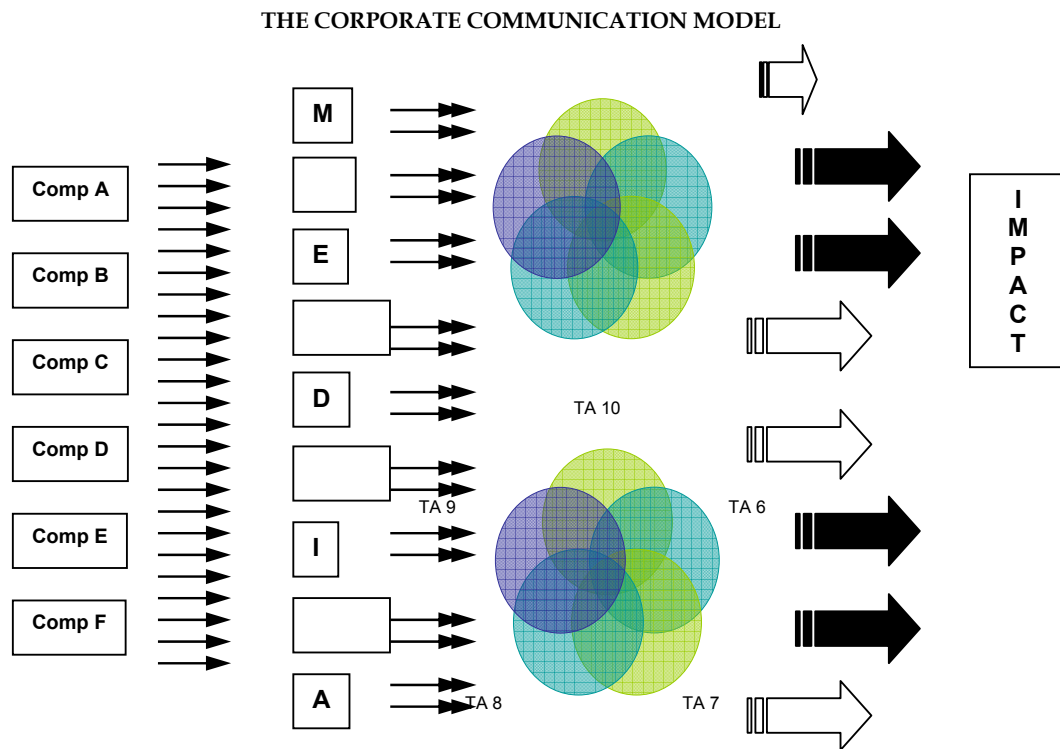 THE CORPORATE COMMUNICATION MODEL
Comp A
Comp B
Comp C
Comp D
Comp E
Comp F
M
E
D
I
A
TA 10
TA 9
TA 6
TA 8
TA 7
I
M
P
A
C
T